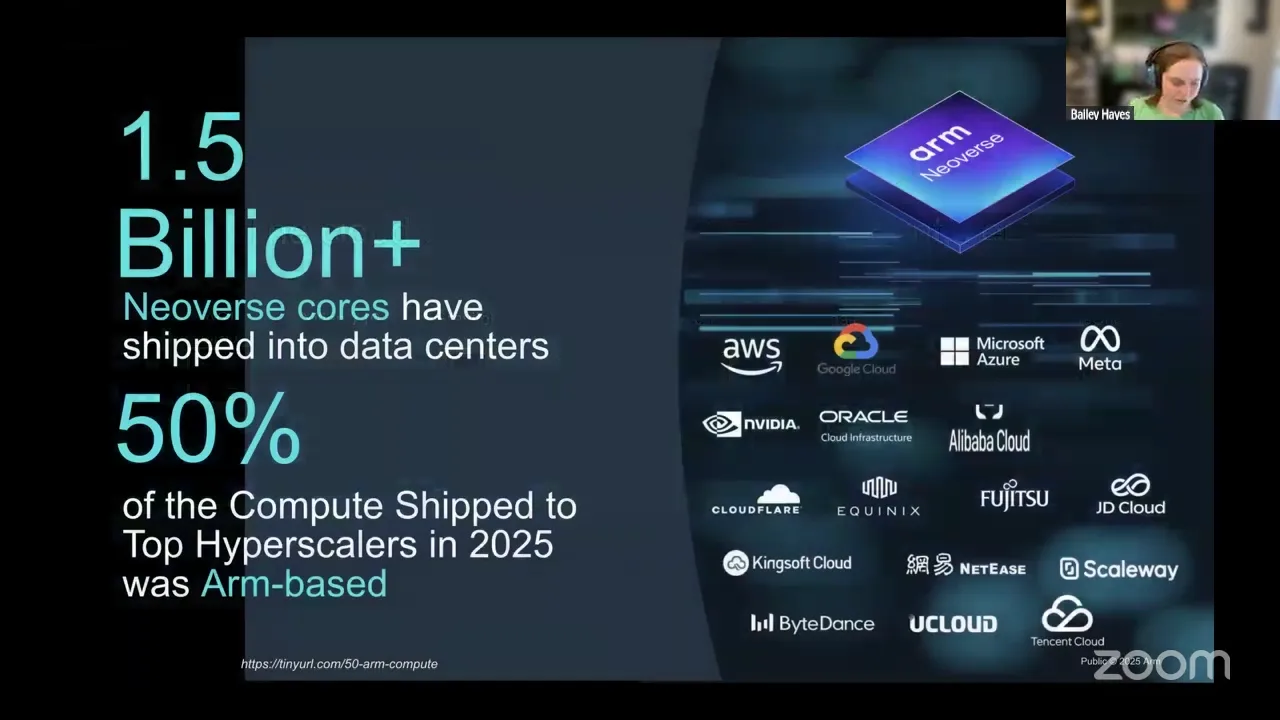 Bailey Hayes
1.5
Billion+
Neoverse cores have
shipped into data centers
50%
of the Compute Shipped to
Top Hyperscalers in 2025
was Arm-based
https://tinyurl.com/50-arm-compute
arm
Neoverse
aws
Google Cloud
Microsoft
Azure
Meta
NVIDIA.
ORACLE
Cloud Infrastructure
Alibaba Cloud
CLOUDFLARE
EQUINIX
FUJITSU
JD Cloud
Kingsoft Cloud
網易 NETEASE
Scaleway
ByteDance
UCLOUD
Tencent Cloud
Public © 2025 Arm
zoom